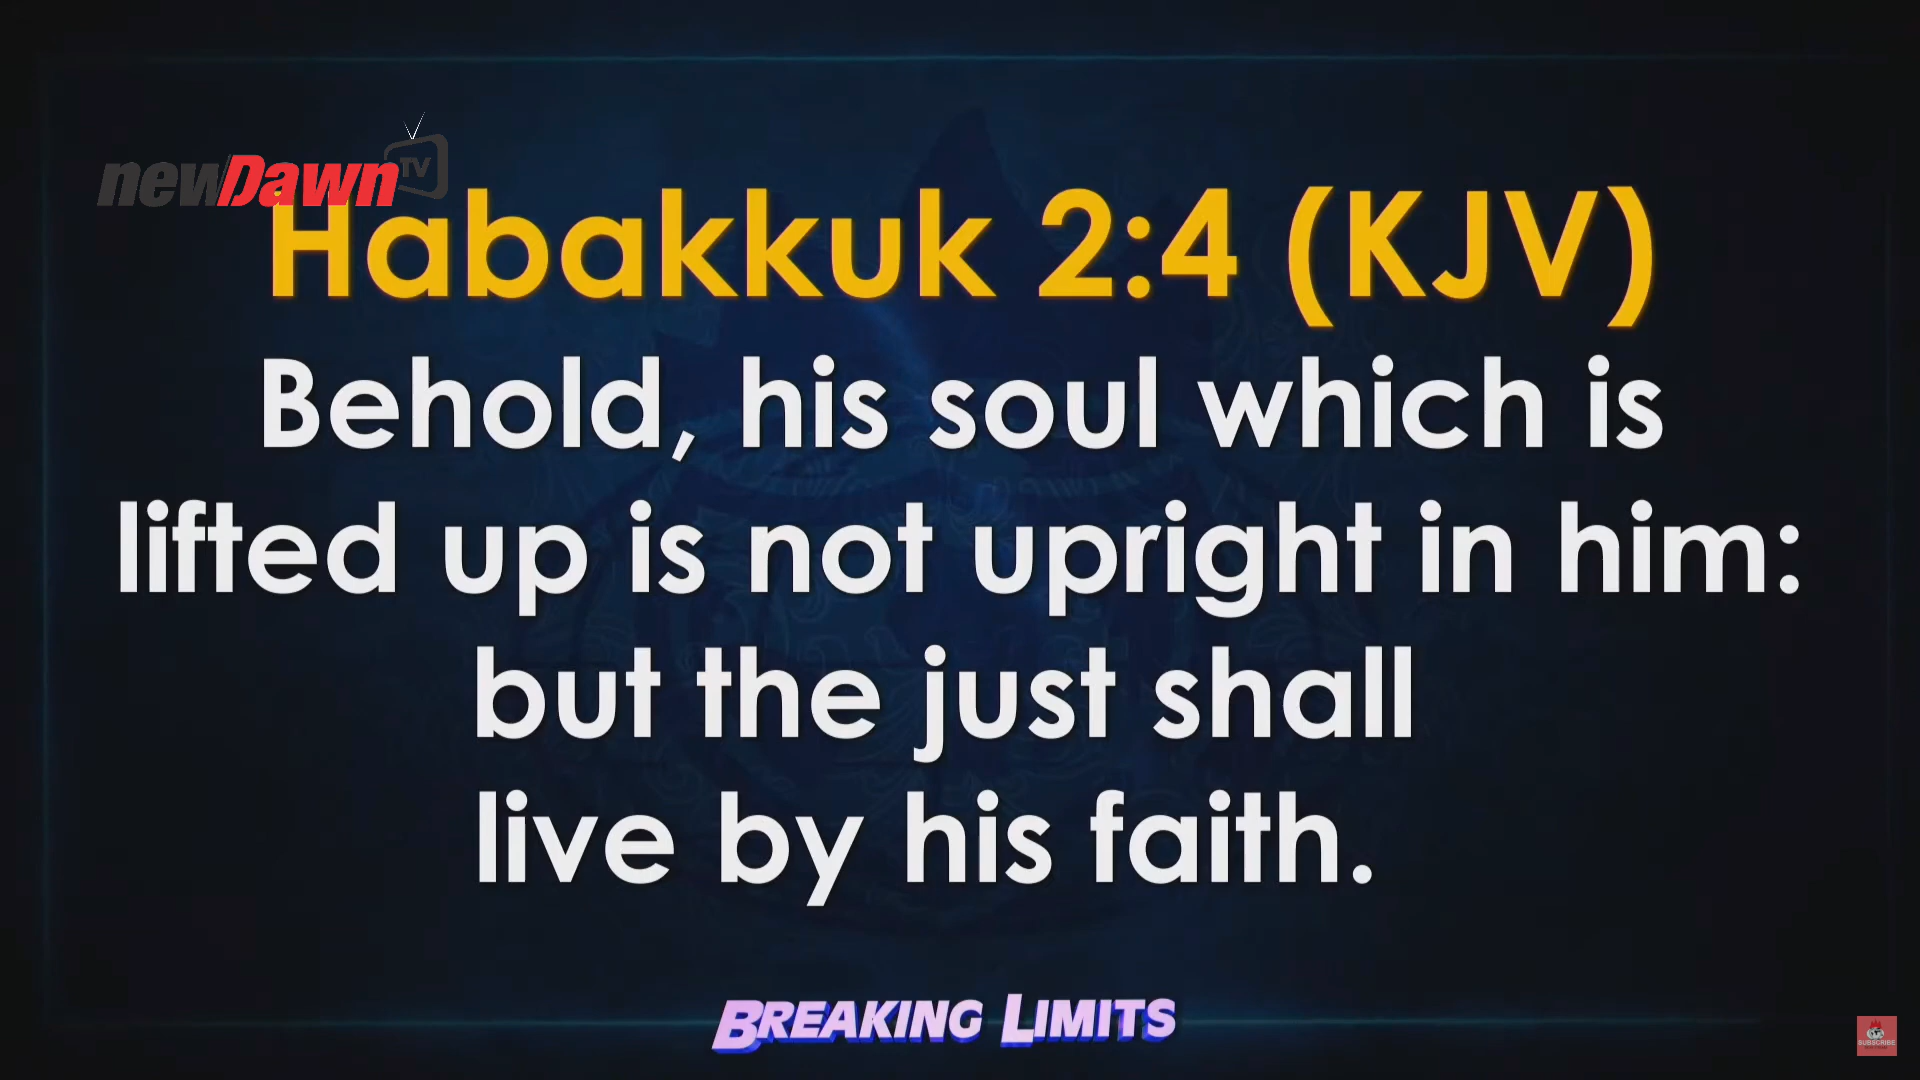 newDawn TV
Habakkuk 2:4 (KJV)
Behold, his soul which is
lifted up is not upright in him:
but the just shall
live by his faith.
BREAKING LIMITS
SUBSCRIBE